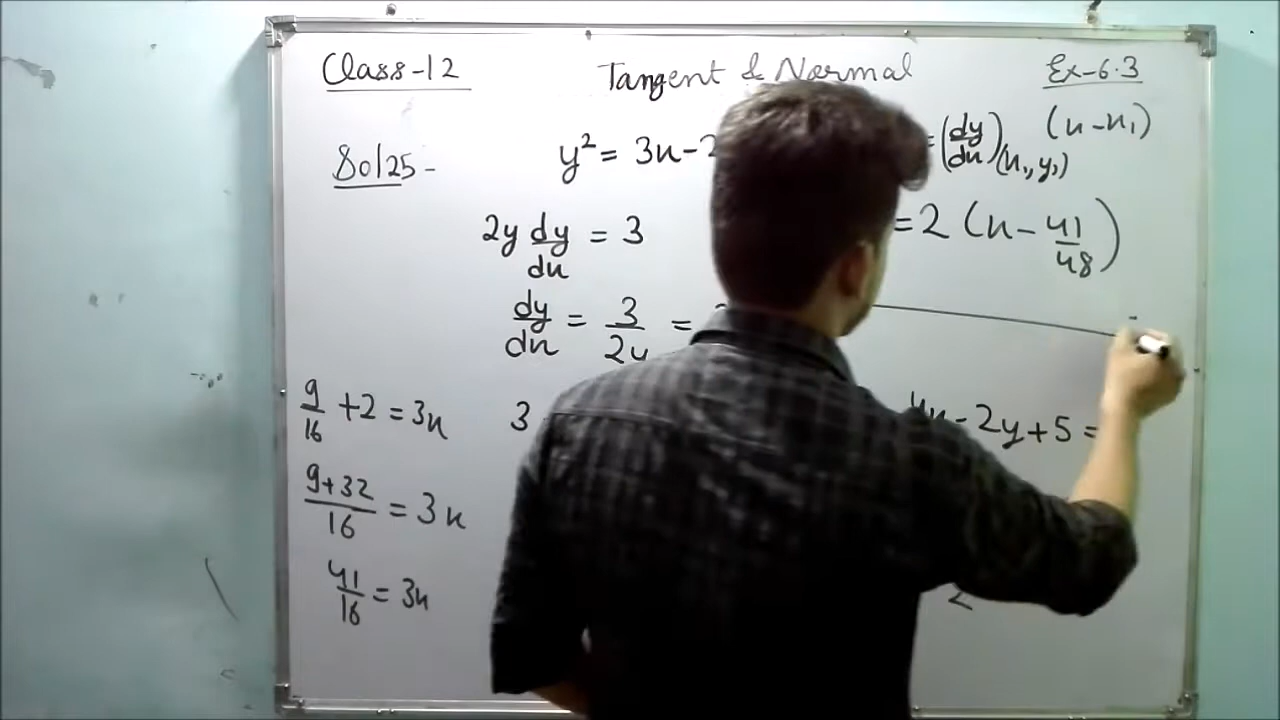 Class-12 Tangent & Normal Ex-6.3
Sol25- y² = 3x-2 = (dy/dx)(x₁, y₁) (x-x₁)
2y dy/dx = 3 = 2 (x - 41/48)
dy/dx = 3/2y =
9/16 + 2 = 3x 3 4x - 2y + 5 =
9+32/16 = 3x
41/16 = 3x